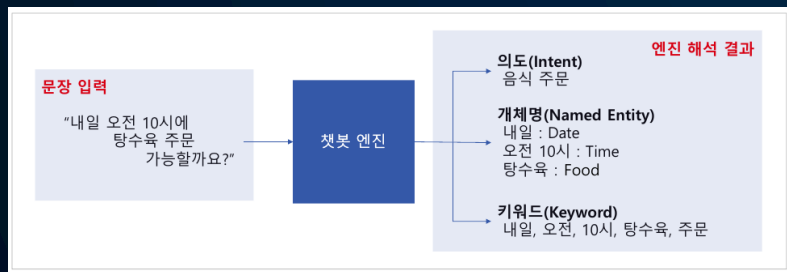 문장 입력
“내일 오전 10시에
탕수육 주문
가능할까요?”
챗봇 엔진
엔진 해석 결과
의도(Intent)
음식 주문
개체명(Named Entity)
내일 : Date
오전 10시 : Time
탕수육 : Food
키워드(Keyword)
내일, 오전, 10시, 탕수육, 주문